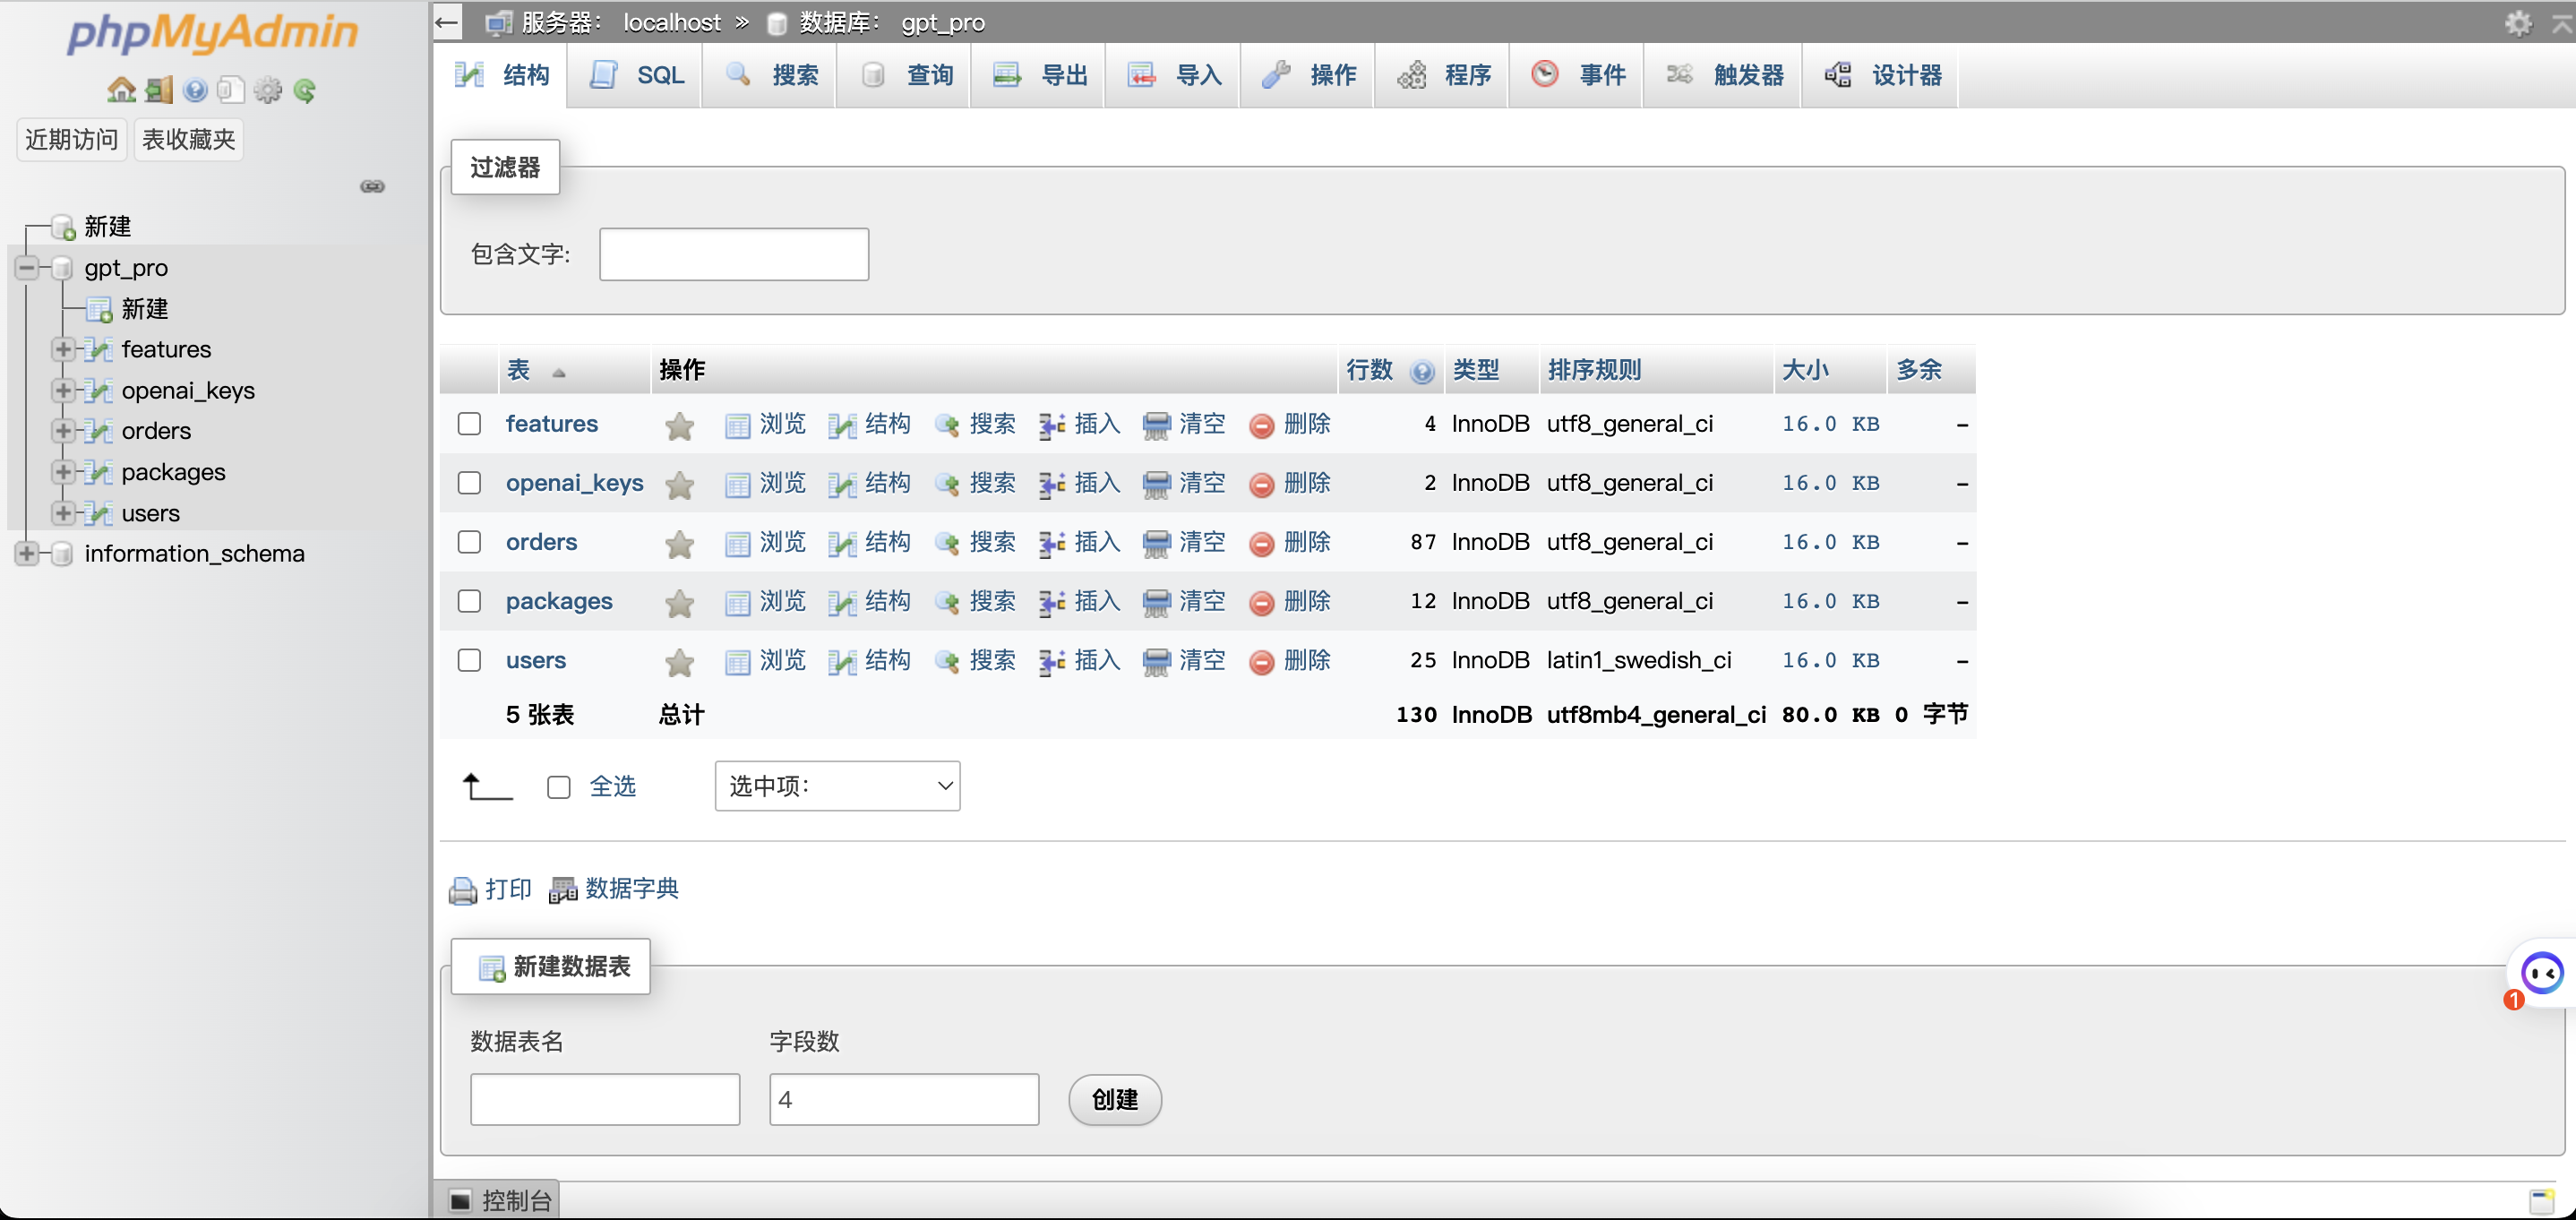 phpMyAdmin
近期访问 表收藏夹
新建
gpt_pro
新建
features
openai_keys
orders
packages
users
information_schema
服务器： localhost » 数据库： gpt_pro
结构 SQL 搜索 查询 导出 导入 操作 程序 事件 触发器 设计器
过滤器
包含文字:
表 操作 行数 类型 排序规则 大小 多余
features 浏览 结构 搜索 插入 清空 删除 4 InnoDB utf8_general_ci 16.0 KB -
openai_keys 浏览 结构 搜索 插入 清空 删除 2 InnoDB utf8_general_ci 16.0 KB -
orders 浏览 结构 搜索 插入 清空 删除 87 InnoDB utf8_general_ci 16.0 KB -
packages 浏览 结构 搜索 插入 清空 删除 12 InnoDB utf8_general_ci 16.0 KB -
users 浏览 结构 搜索 插入 清空 删除 25 InnoDB latin1_swedish_ci 16.0 KB -
5 张表 总计 130 InnoDB utf8mb4_general_ci 80.0 KB 0 字节
全选 选中项：
打印 数据字典
新建数据表
数据表名 字段数
4 创建
1
控制台